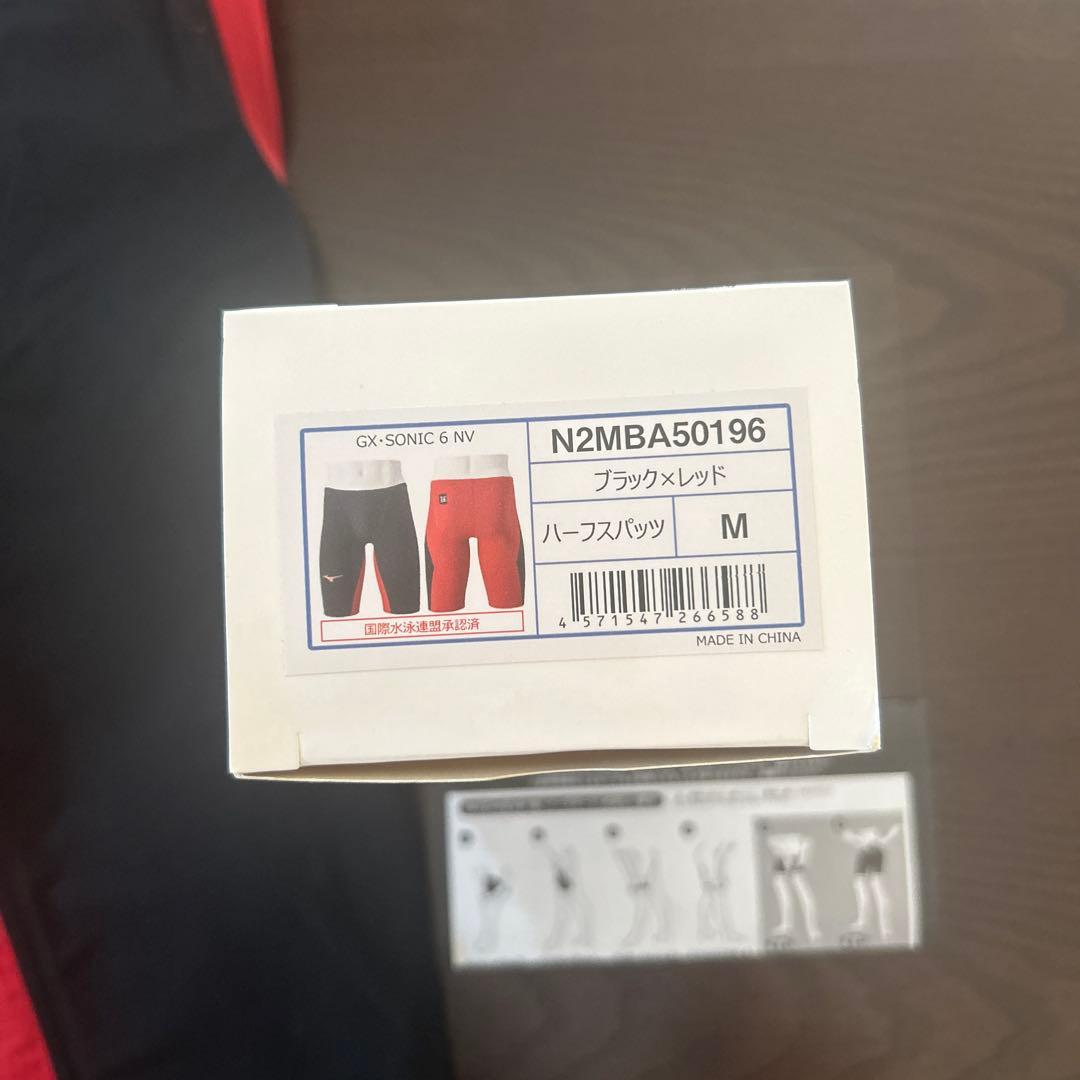 GX・SONIC 6 NV
N2MBA50196
ブラック×レッド
ハーフスパッツ
M
国際水泳連盟承認済
4 571547 266588
MADE IN CHINA